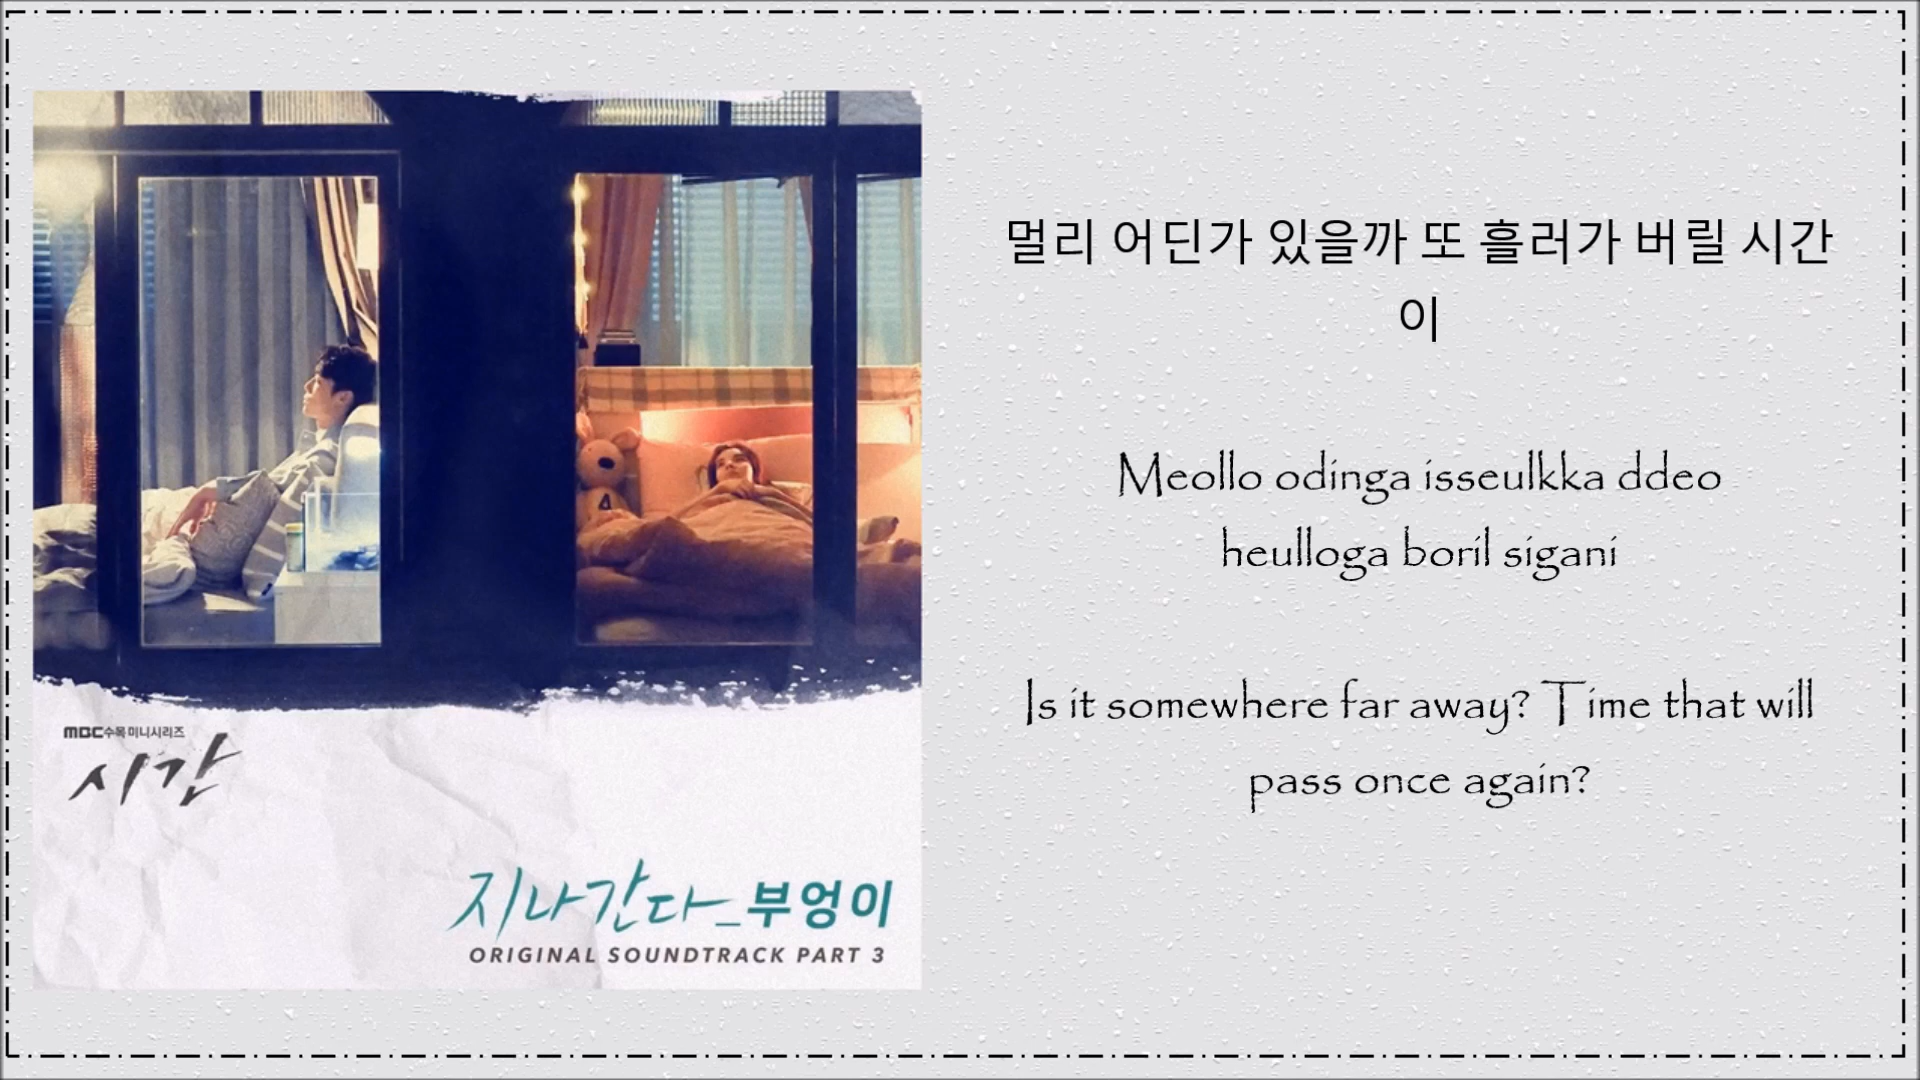 멀리 어딘가 있을까 또 흘러가 버릴 시간
이
Meollo odinga isseulkka ddeo
heulloga boril sigani
Is it somewhere far away? Time that will
pass once again?
MBC수목미니시리즈
시간
지나간다_부엉이
ORIGINAL SOUNDTRACK PART 3